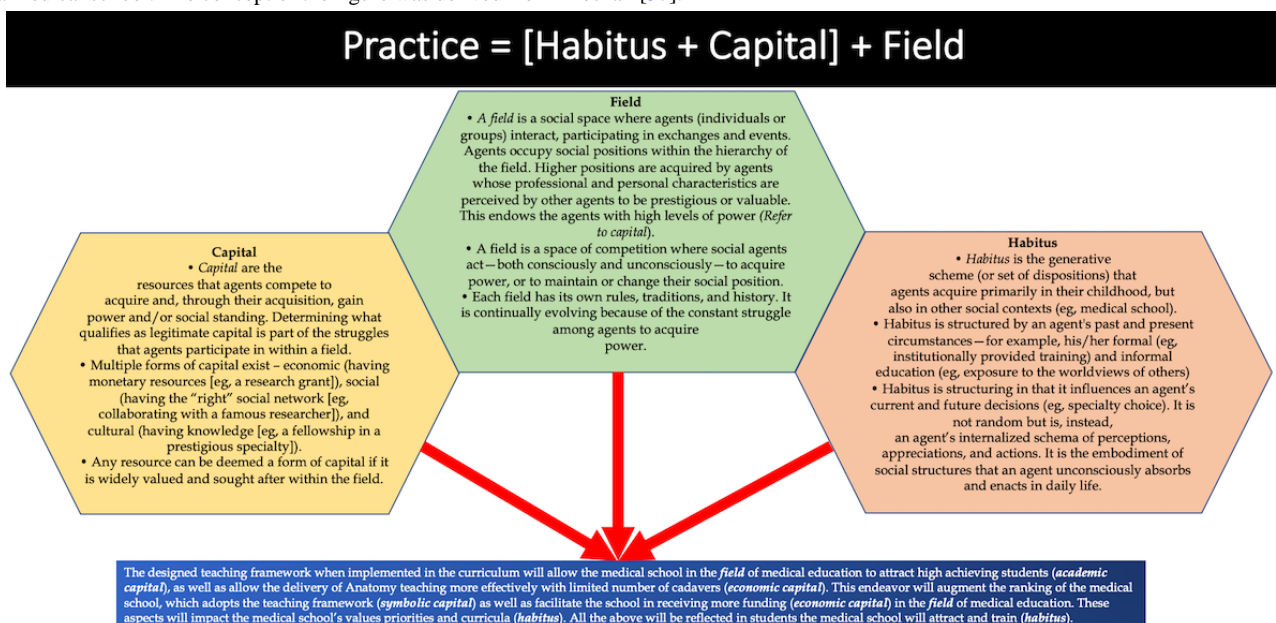 Practice = [Habitus + Capital] + Field
Field
• A field is a social space where agents (individuals or
groups) interact, participating in exchanges and events.
Agents occupy social positions within the hierarchy of
the field. Higher positions are acquired by agents
whose professional and personal characteristics are
perceived by other agents to be prestigious or valuable.
This endows the agents with high levels of power (Refer
to capital).
• A field is a space of competition where social agents
act—both consciously and unconsciously—to acquire
power, or to maintain or change their social position.
• Each field has its own rules, traditions, and history. It
is continually evolving because of the constant struggle
among agents to acquire
power.
Capital
• Capital are the
resources that agents compete to
acquire and, through their acquisition, gain
power and/or social standing. Determining what
qualifies as legitimate capital is part of the struggles
that agents participate in within a field.
• Multiple forms of capital exist – economic (having
monetary resources [eg, a research grant]), social
(having the “right” social network [eg,
collaborating with a famous researcher]), and
cultural (having knowledge [eg, a fellowship in a
prestigious specialty]).
• Any resource can be deemed a form of capital if it
is widely valued and sought after within the field.
Habitus
• Habitus is the generative
scheme (or set of dispositions) that
agents acquire primarily in their childhood, but
also in other social contexts (eg, medical school).
• Habitus is structured by an agent's past and present
circumstances—for example, his/her formal (eg,
institutionally provided training) and informal
education (eg, exposure to the worldviews of others)
• Habitus is structuring in that it influences an agent’s
current and future decisions (eg, specialty choice). It is
not random but is, instead,
an agent’s internalized schema of perceptions,
appreciations, and actions. It is the embodiment of
social structures that an agent unconsciously absorbs
and enacts in daily life.
The designed teaching framework when implemented in the curriculum will allow the medical school in the field of medical education to attract high achieving students (academic
capital), as well as allow the delivery of Anatomy teaching more effectively with limited number of cadavers (economic capital). This endeavor will augment the ranking of the medical
school, which adopts the teaching framework (symbolic capital) as well as facilitate the school in receiving more funding (economic capital) in the field of medical education. These
aspects will impact the medical school's values priorities and curricula (habitus). All the above will be reflected in students the medical school will attract and train (habitus).